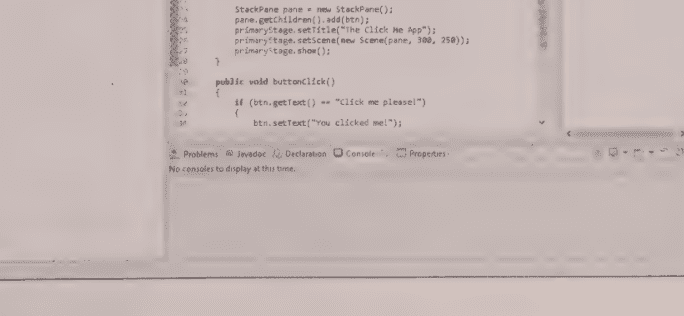 StackPane pane = new StackPane();
pane.getChildren().add(btn);
primaryStage.setTitle("The Click Me App");
primaryStage.setScene(new Scene(pane, 300, 250));
primaryStage.show();
}
public void buttonClick()
{
if (btn.getText() == "Click me please!")
{
btn.setText("You clicked me!");
Problems Javadoc Declaration Console Properties
No consoles to display at this time.